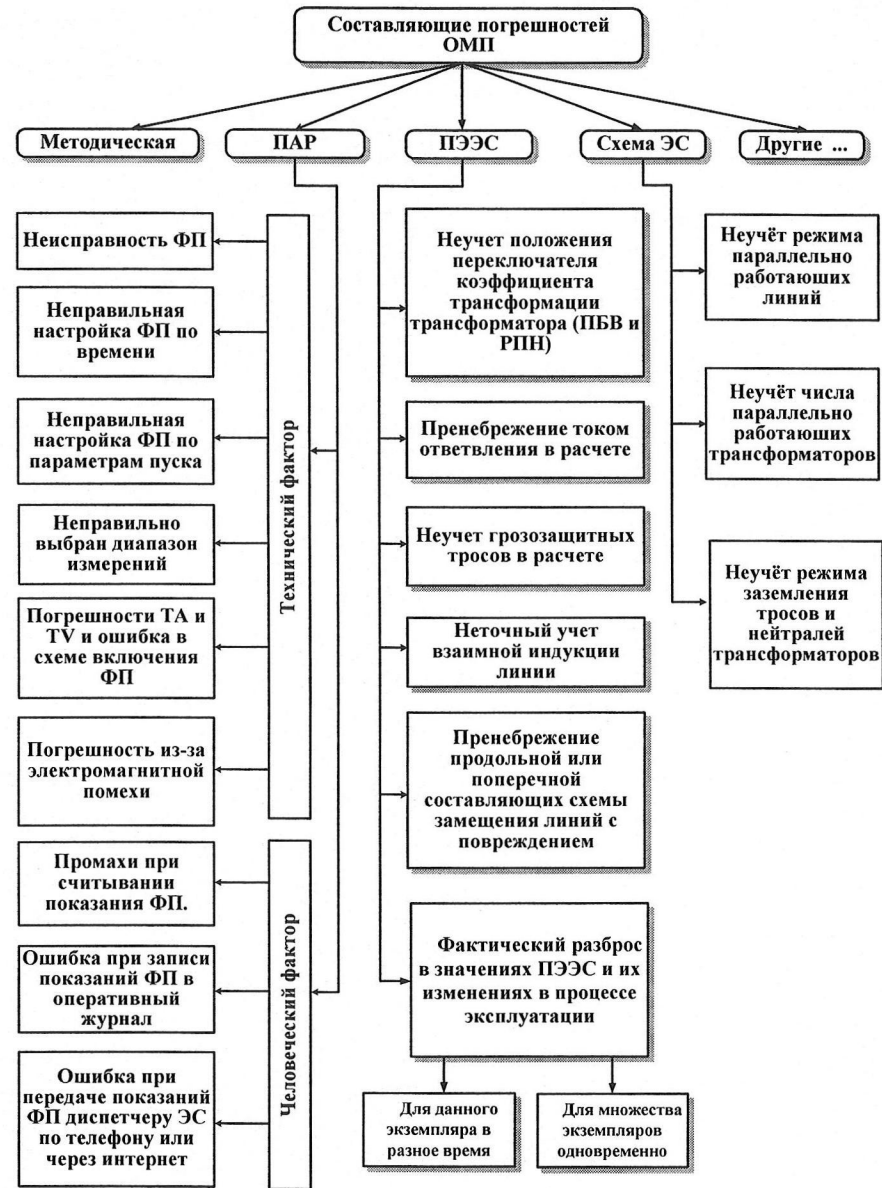 Составляющие погрешностей
ОМП
Методическая
ПАР
ПЭЭС
Схема ЭС
Другие ...
Неисправность ФП
Неправильная
настройка ФП по
времени
Неправильная
настройка ФП по
параметрам пуска
Неправильно
выбран диапазон
измерений
Погрешности ТА и
TV и ошибка в
схеме включения
ФП
Погрешность из-за
электромагнитной
помехи
Технический фактор
Промахи при
считывании
показания ФП.
Ошибка при записи
показаний ФП в
оперативный
журнал
Ошибка при
передаче показаний
ФП диспетчеру ЭС
по телефону или
через интернет
Человеческий фактор
Неучет положения
переключателя
коэффициента
трансформации
трансформатора (ПБВ и
РПН)
Пренебрежение током
ответвления в расчете
Неучет грозозащитных
тросов в расчете
Неточный учет
взаимной индукции
линии
Пренебрежение
продольной или
поперечной
составляющих схемы
замещения линий с
повреждением
Фактический разброс
в значениях ПЭЭС и их
изменениях в процессе
эксплуатации
Для данного
экземпляра в
разное время
Для множества
экземпляров
одновременно
Неучёт режима
параллельно
работаюших
линий
Неучёт числа
параллельно
работаюших
трансформаторов
Неучёт режима
заземления
тросов и
нейтралей
трансформаторов